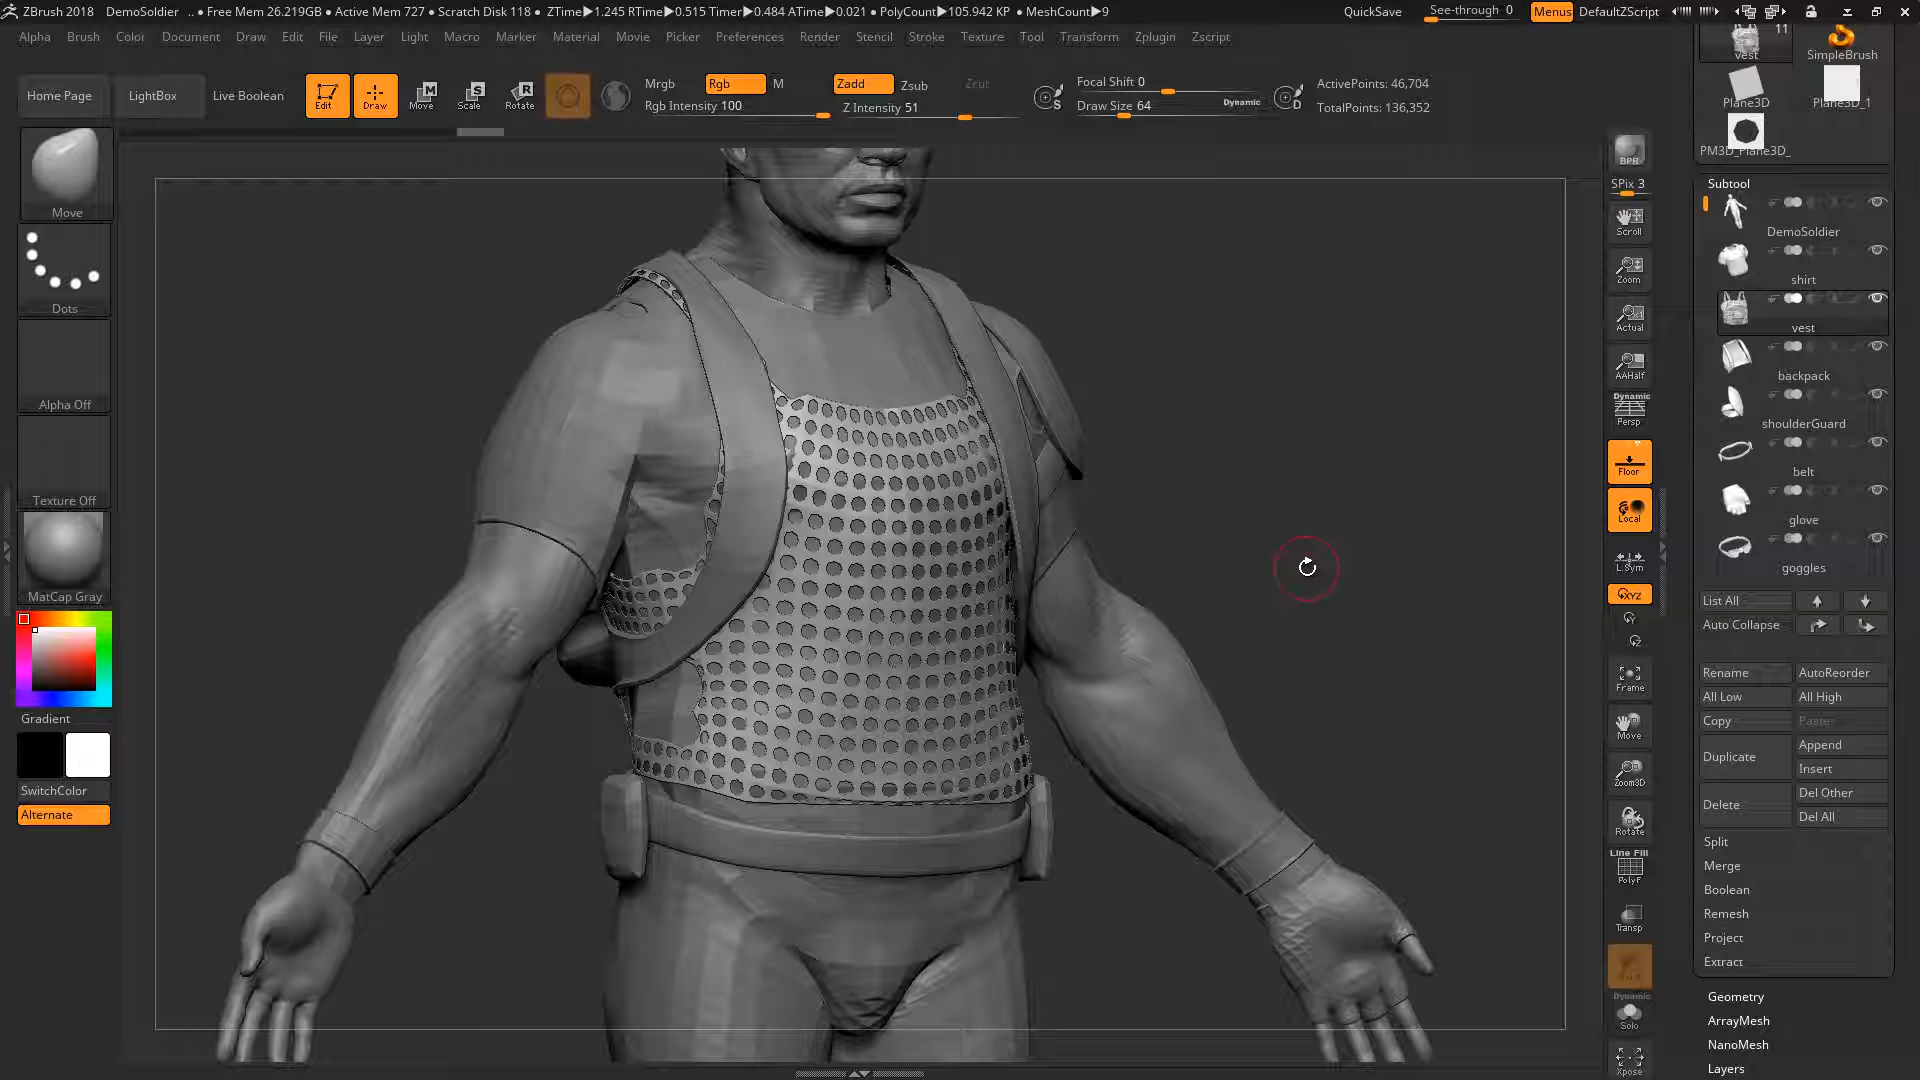 ZBrush 2018 DemoSoldier .. • Free Mem 26.219GB • Active Mem 727 • Scratch Disk 118 • ZTime▶1.245 RTime▶0.515 Timer▶0.484 ATime▶0.021 • PolyCount▶105.942 KP • MeshCount▶9 QuickSave See-through 0 Menus DefaultZScript
Alpha Brush Color Document Draw Edit File Layer Light Macro Marker Material Movie Picker Preferences Render Stencil Stroke Texture Tool Transform Zplugin Zscript
Home Page LightBox Live Boolean
Edit Draw Move Scale Rotate
Mrgb Rgb M
Rgb Intensity 100
Zadd Zsub Zcut
Z Intensity 51
S
Focal Shift 0
Draw Size 64 Dynamic
D
ActivePoints: 46,704
TotalPoints: 136,352
Move
Dots
Alpha Off
Texture Off
MatCap Gray
Gradient
SwitchColor
Alternate
BPR
SPix 3
Scroll
Zoom
Actual
AAHalf
Dynamic
Persp
Floor
Local
L.Sym
XYZ
Y
Z
Frame
Move
Zoom3D
Rotate
Line Fill
PolyF
Transp
Dynamic
Solo
Xpose
11
vest SimpleBrush
Plane3D Plane3D_1
PM3D_Plane3D_
Subtool
DemoSoldier
shirt
vest
backpack
shoulderGuard
belt
glove
goggles
List All
Auto Collapse
Rename AutoReorder
All Low All High
Copy Paste
Duplicate Append
Insert
Delete Del Other
Del All
Split
Merge
Boolean
Remesh
Project
Extract
Geometry
ArrayMesh
NanoMesh
Layers